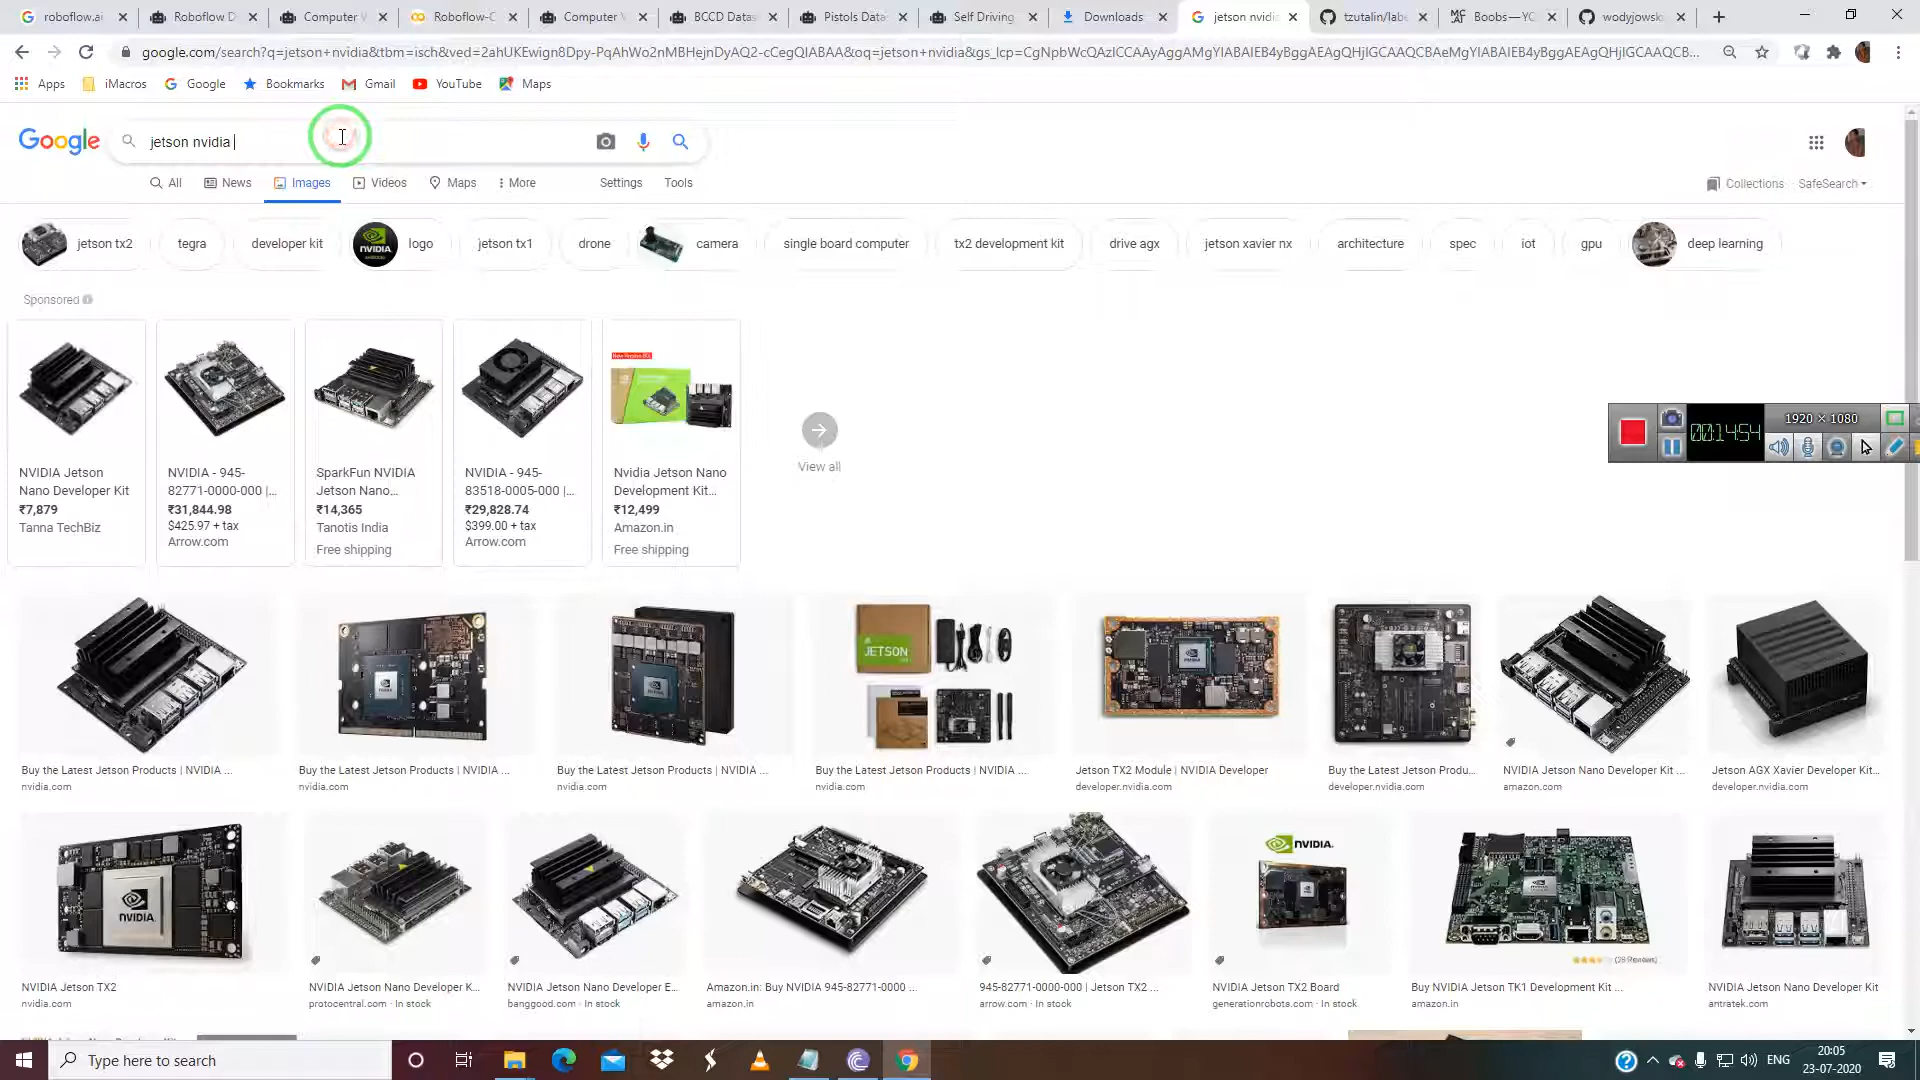 roboflow.ai
Roboflow D
Computer V
Roboflow-C
Computer V
BCCD Datas
Pistols Data
Self Driving
Downloads
jetson nvidi
tzutalin/labe
Boobs—YO
wodyjowsk
google.com/search?q=jetson+nvidia&tbm=isch&ved=2ahUKEwign8Dpy-PqAhWo2nMBHejnDyAQ2-cCegQIABAA&oq=jetson+nvidia&gs_lcp=CgNpbWcQAzICCAAyAggAMgYIABAIEB4yBggAEAgQHjIGCAAQCBAeMgYIABAIEB4yBggAEAgQHjIGCAAQCB...
Apps
iMacros
Google
Bookmarks
Gmail
YouTube
Maps
Google
jetson nvidia
All
News
Images
Videos
Maps
More
Settings
Tools
Collections
SafeSearch
jetson tx2
tegra
developer kit
logo
jetson tx1
drone
camera
single board computer
tx2 development kit
drive agx
jetson xavier nx
architecture
spec
iot
gpu
deep learning
Sponsored
NVIDIA Jetson
Nano Developer Kit
₹7,879
Tanna TechBiz
NVIDIA - 945-
82771-0000-000 |...
₹31,844.98
$425.97 + tax
Arrow.com
SparkFun NVIDIA
Jetson Nano...
₹14,365
Tanotis India
Free shipping
NVIDIA - 945-
83518-0005-000 |...
₹29,828.74
$399.00 + tax
Arrow.com
Nvidia Jetson Nano
Development Kit...
₹12,499
Amazon.in
Free shipping
View all
1920 × 1080
00:14:54
JETSON
Buy the Latest Jetson Products | NVIDIA ...
nvidia.com
Buy the Latest Jetson Products | NVIDIA ...
nvidia.com
Buy the Latest Jetson Products | NVIDIA ...
nvidia.com
Buy the Latest Jetson Products | NVIDIA ...
nvidia.com
Jetson TX2 Module | NVIDIA Developer
developer.nvidia.com
Buy the Latest Jetson Produ...
developer.nvidia.com
NVIDIA Jetson Nano Developer Kit ...
amazon.com
Jetson AGX Xavier Developer Kit...
developer.nvidia.com
NVIDIA.
NVIDIA.
(28 Reviews)
NVIDIA Jetson TX2
nvidia.com
NVIDIA Jetson Nano Developer K...
protocentral.com · In stock
NVIDIA Jetson Nano Developer E...
banggood.com · In stock
Amazon.in: Buy NVIDIA 945-82771-0000 ...
amazon.in
945-82771-0000-000 | Jetson TX2 ...
arrow.com · In stock
NVIDIA Jetson TX2 Board
generationrobots.com · In stock
Buy NVIDIA Jetson TK1 Development Kit ...
amazon.in
NVIDIA Jetson Nano Developer Kit
antratek.com
Type here to search
ENG
20:05
23-07-2020